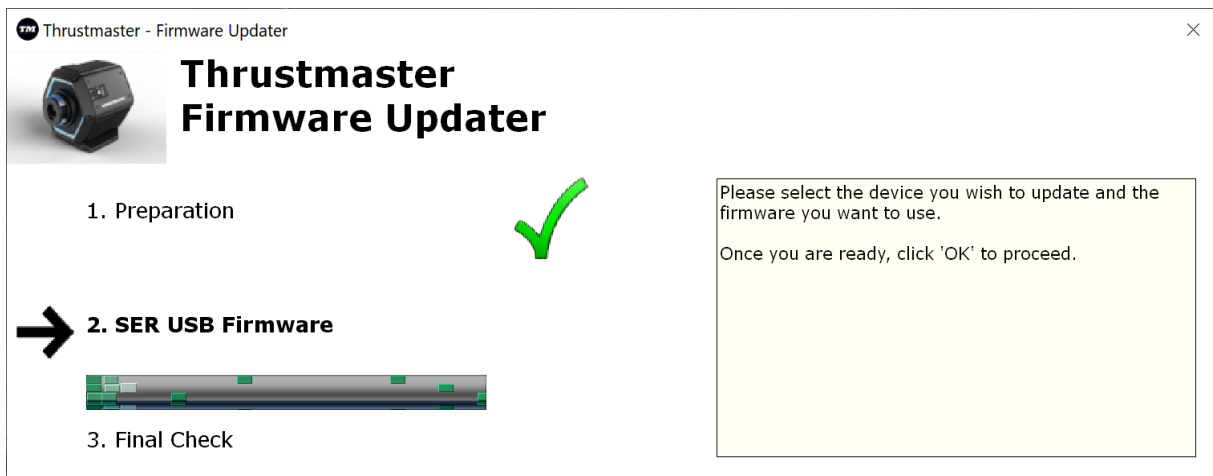 TM Thrustmaster - Firmware Updater
Thrustmaster
Firmware Updater
1. Preparation
2. SER USB Firmware
3. Final Check
Please select the device you wish to update and the
firmware you want to use.
Once you are ready, click 'OK' to proceed.